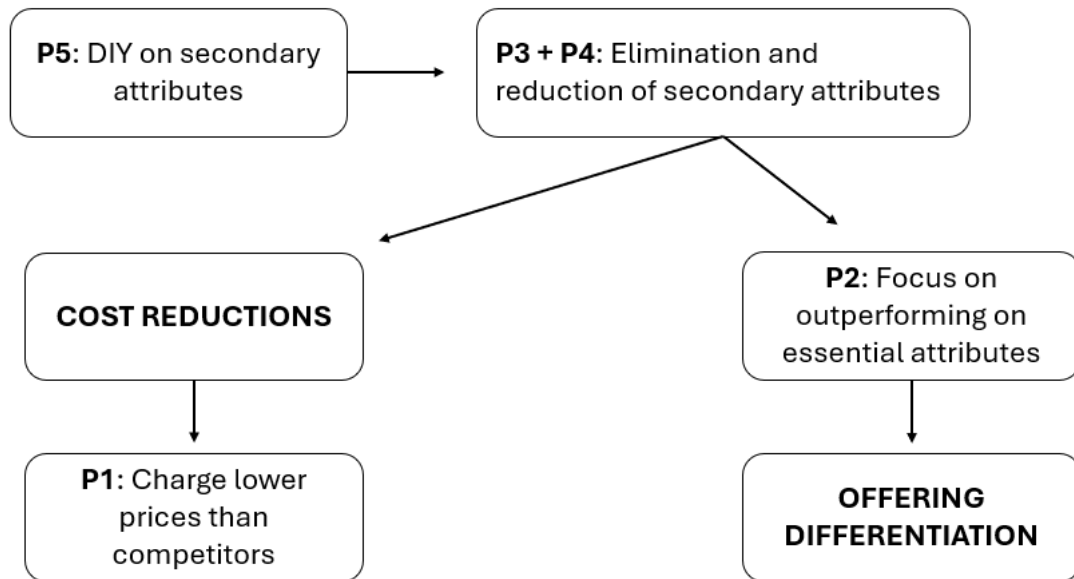 P5: DIY on secondary
attributes
P3 + P4: Elimination and
reduction of secondary attributes
COST REDUCTIONS
P2: Focus on
outperforming on
essential attributes
P1: Charge lower
prices than
competitors
OFFERING
DIFFERENTIATION